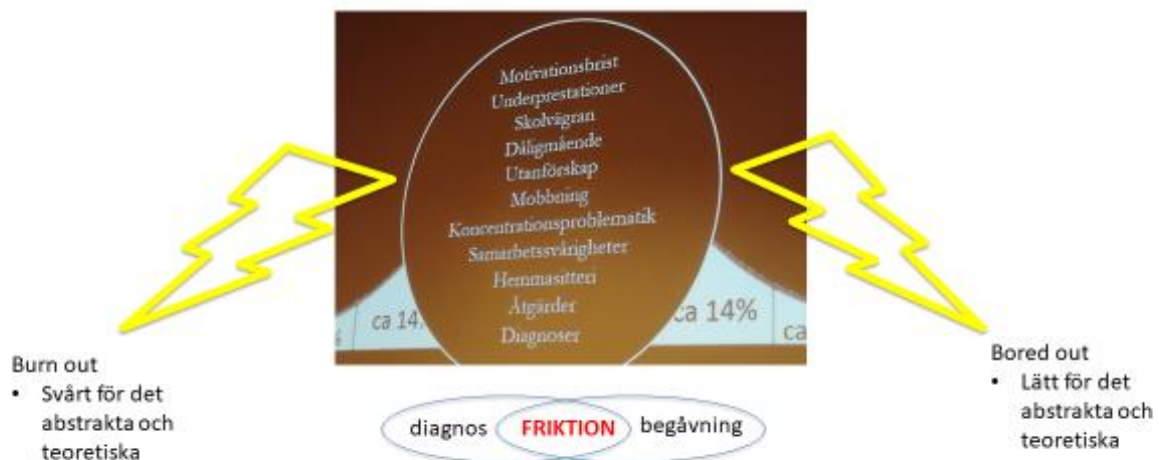 Motivationsbrist
Underprestationer
Skolvägran
Dåligmående
Utanförskap
Mobbning
Koncentrationsproblematik
Samarbetssvårigheter
Hemmasitteri
Åtgärder
Diagnoser
%
ca 14%
ca 14%
ca
Burn out
• Svårt för det
abstrakta och
teoretiska
Bored out
• Lätt för det
abstrakta och
teoretiska
diagnos FRIKTION begåvning